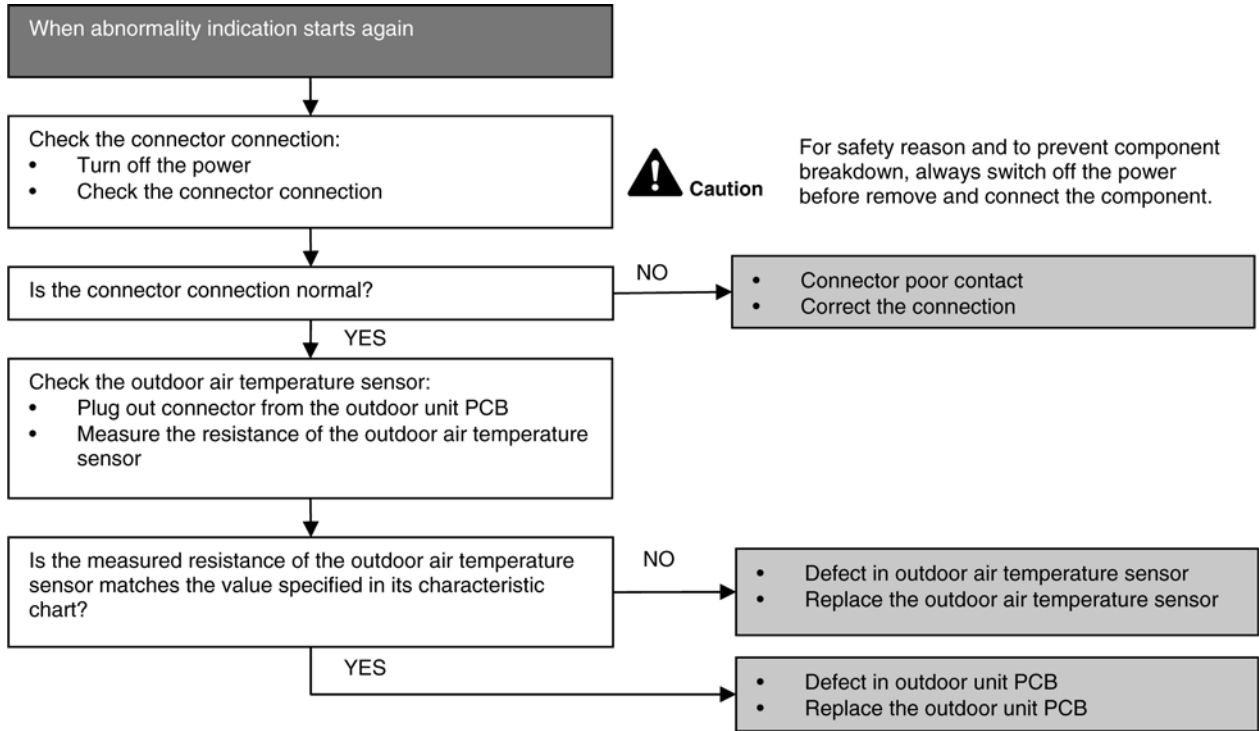 When abnormality indication starts again
Check the connector connection:
• Turn off the power
• Check the connector connection
Caution
For safety reason and to prevent component
breakdown, always switch off the power
before remove and connect the component.
Is the connector connection normal?
NO
• Connector poor contact
• Correct the connection
YES
Check the outdoor air temperature sensor:
• Plug out connector from the outdoor unit PCB
• Measure the resistance of the outdoor air temperature
sensor
Is the measured resistance of the outdoor air temperature
sensor matches the value specified in its characteristic
chart?
NO
• Defect in outdoor air temperature sensor
• Replace the outdoor air temperature sensor
YES
• Defect in outdoor unit PCB
• Replace the outdoor unit PCB